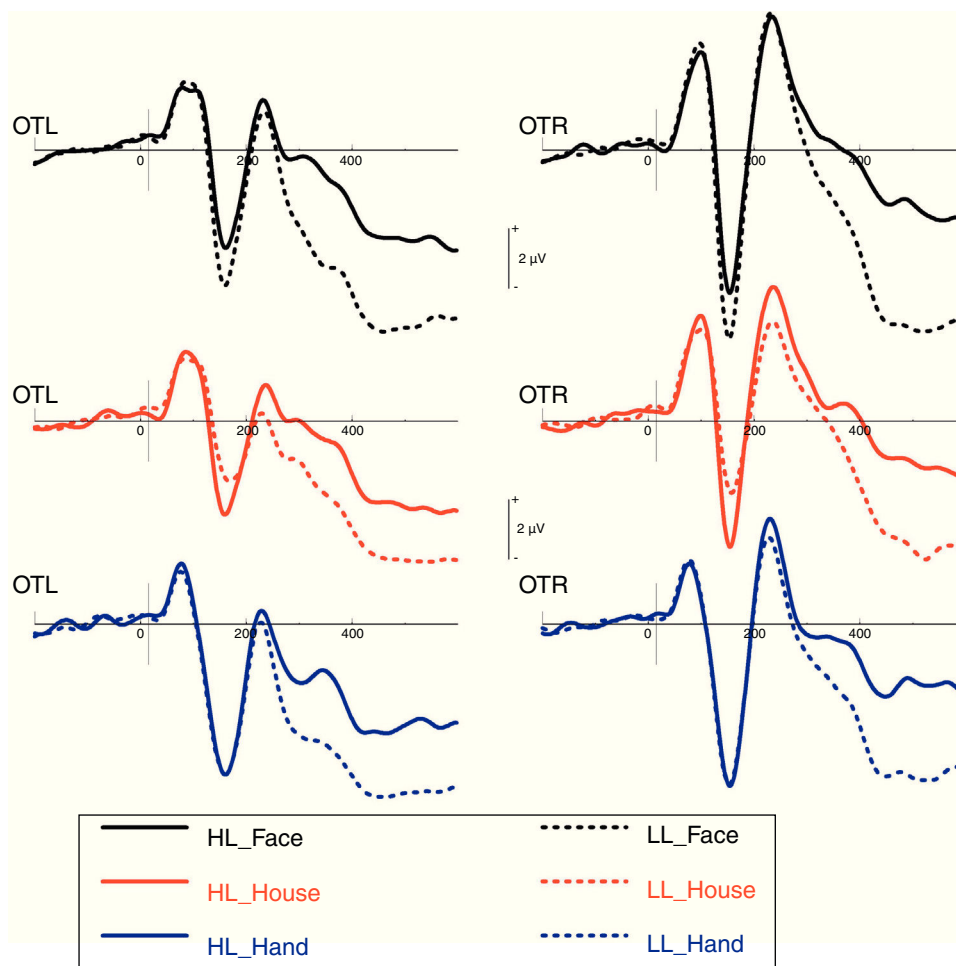 OTL
OTR
0 200 400
0 200 400
+
2 µV
-
OTL
OTR
0 200 400
0 200 400
+
2 µV
-
OTL
OTR
0 200 400
0 200 400
HL_Face
LL_Face
HL_House
LL_House
HL_Hand
LL_Hand